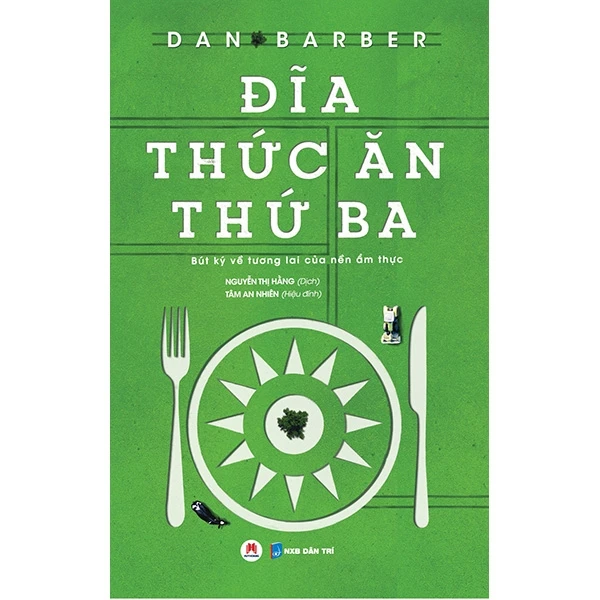 DAN BARBER
ĐĨA
THỨC ĂN
THỨ BA
Bút ký về tương lai của nền ẩm thực
NGUYỄN THỊ HẰNG (Dịch)
TÂM AN NHIÊN (Hiệu đính)
NXB DÂN TRÍ